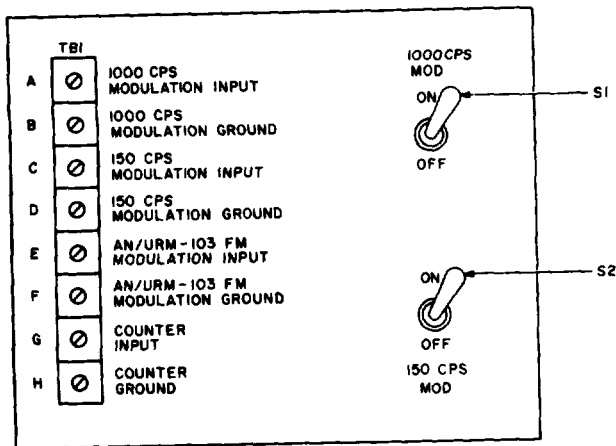 TB1
A
1000 CPS
MODULATION INPUT
B
1000 CPS
MODULATION GROUND
C
150 CPS
MODULATION INPUT
D
150 CPS
MODULATION GROUND
E
AN/URM-103 FM
MODULATION INPUT
F
AN/URM-103 FM
MODULATION GROUND
G
COUNTER
INPUT
H
COUNTER
GROUND
1000CPS
MOD
ON
OFF
S1
ON
OFF
150 CPS
MOD
S2